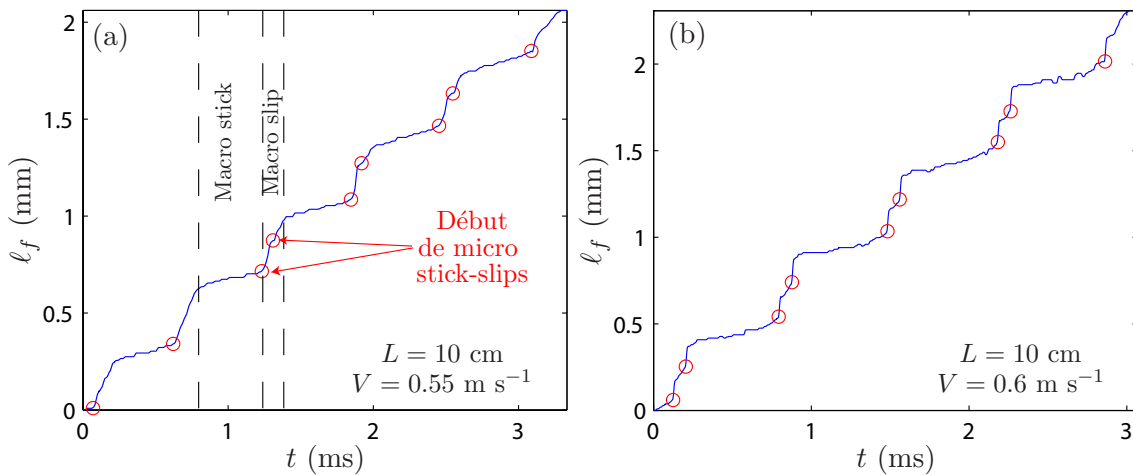 (a)
2
1.5
1
0.5
0
0
1
2
3
ℓ_f (mm)
t (ms)
Macro stick
Macro slip
Début
de micro
stick-slips
L = 10 cm
V = 0.55 m s⁻¹
(b)
2
1.5
1
0.5
0
0
1
2
3
ℓ_f (mm)
t (ms)
L = 10 cm
V = 0.6 m s⁻¹